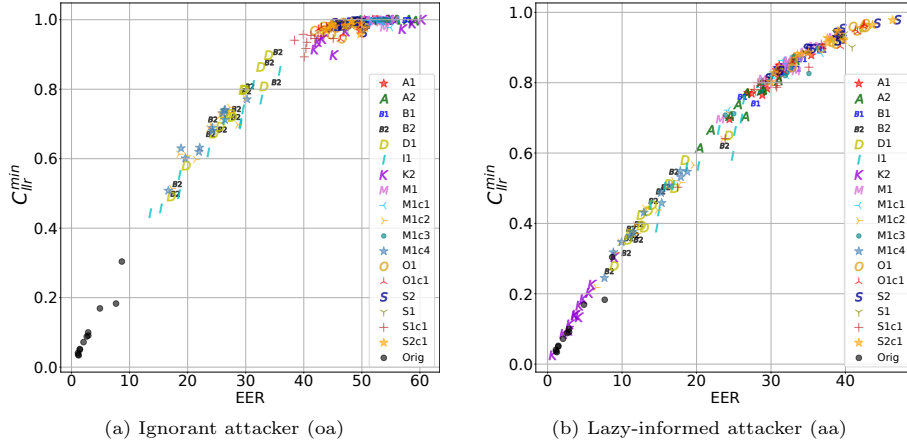 1.0
0.8
0.6
0.4
0.2
0.0
C_llr^min
0 10 20 30 40 50 60
EER
A1
A2
B1
B2
D1
I1
K2
M1
M1c1
M1c2
M1c3
M1c4
O1
O1c1
S2
S1
S1c1
S2c1
Orig
(a) Ignorant attacker (oa)
1.0
0.8
0.6
0.4
0.2
0.0
C_llr^min
0 10 20 30 40
EER
A1
A2
B1
B2
D1
I1
K2
M1
M1c1
M1c2
M1c3
M1c4
O1
O1c1
S2
S1
S1c1
S2c1
Orig
(b) Lazy-informed attacker (aa)